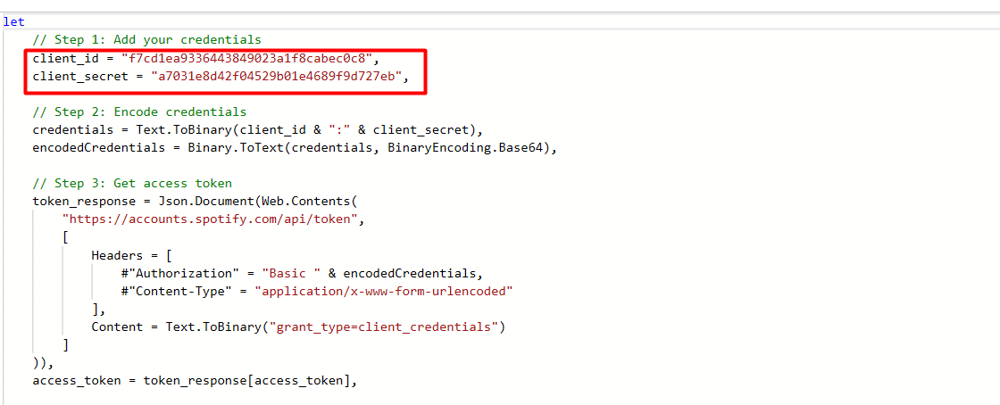 let
// Step 1: Add your credentials
client_id = "f7cd1ea9336443849023a1f8cabec0c8",
client_secret = "a7031e8d42f04529b01e4689f9d727eb",
// Step 2: Encode credentials
credentials = Text.ToBinary(client_id & ":" & client_secret),
encodedCredentials = Binary.ToText(credentials, BinaryEncoding.Base64),
// Step 3: Get access token
token_response = Json.Document(Web.Contents(
"https://accounts.spotify.com/api/token",
[
Headers = [
#"Authorization" = "Basic " & encodedCredentials,
#"Content-Type" = "application/x-www-form-urlencoded"
],
Content = Text.ToBinary("grant_type=client_credentials")
]
)),
access_token = token_response[access_token],